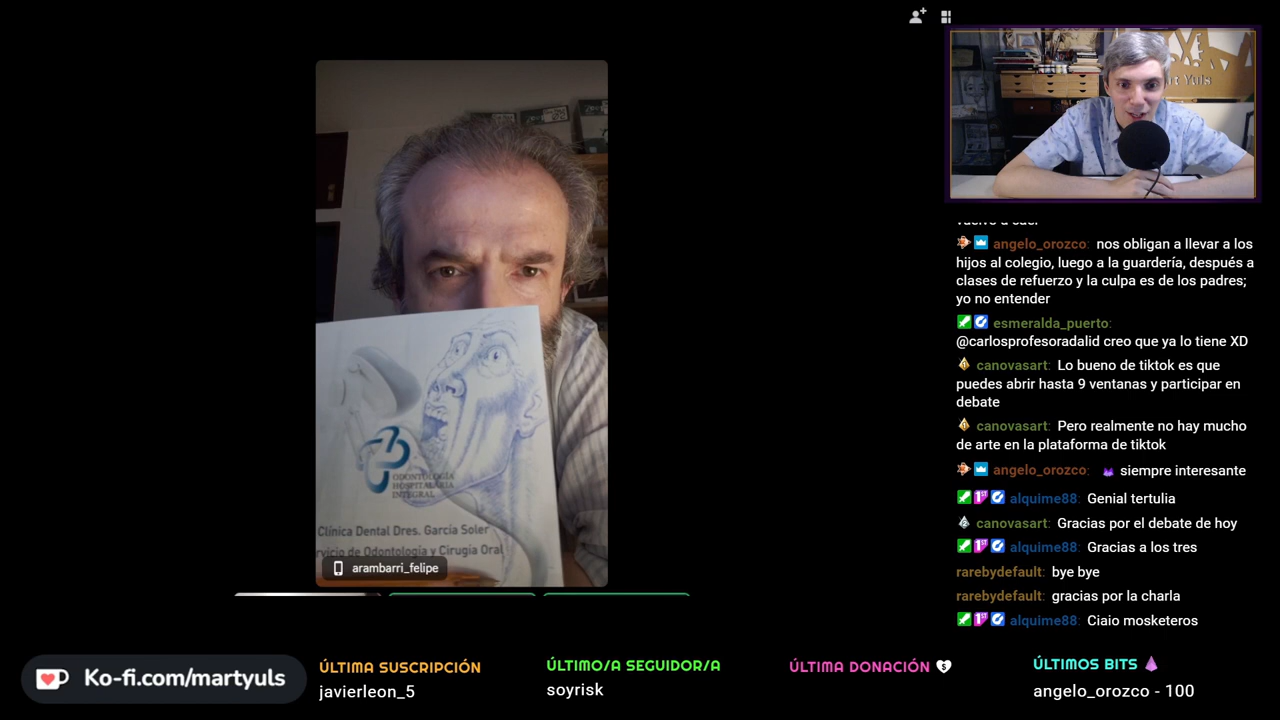 ODONTOLOGÍA
HOSPITALARIA
INTEGRAL
Clínica Dental Dres. García Soler
Odontología y Cirugía Oral
arambarri_felipe
angelo_orozco: nos obligan a llevar a los
hijos al colegio, luego a la guardería, después a
clases de refuerzo y la culpa es de los padres;
yo no entender
esmeralda_puerto:
@carlosprofesoradalid creo que ya lo tiene XD
canovasart: Lo bueno de tiktok es que
puedes abrir hasta 9 ventanas y participar en
debate
canovasart: Pero realmente no hay mucho
de arte en la plataforma de tiktok
angelo_orozco: siempre interesante
alquime88: Genial tertulia
canovasart: Gracias por el debate de hoy
alquime88: Gracias a los tres
rarebydefault: bye bye
rarebydefault: gracias por la charla
alquime88: Ciaio mosketeros
Ko-fi.com/martyuls
ÚLTIMA SUSCRIPCIÓN
javierleon_5
ÚLTIMO/A SEGUIDOR/A
soyrisk
ÚLTIMA DONACIÓN
ÚLTIMOS BITS
angelo_orozco - 100